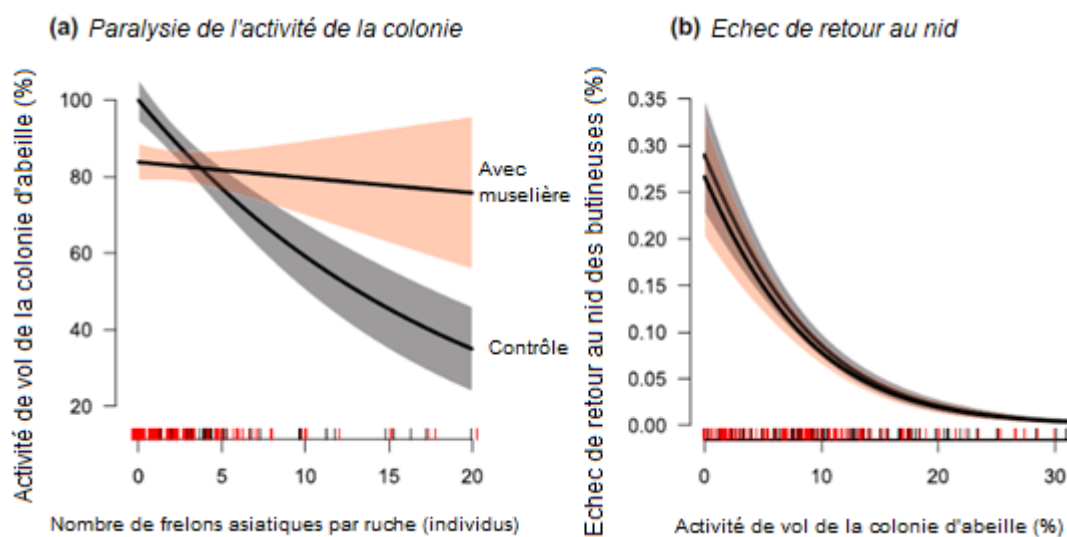 (a) Paralysie de l'activité de la colonie
Activité de vol de la colonie d'abeille (%)
100
80
60
40
20
Avec
muselière
Contrôle
0
5
10
15
20
Nombre de frelons asiatiques par ruche (individus)
(b) Echec de retour au nid
Echec de retour au nid des butineuses (%)
0.35
0.30
0.25
0.20
0.15
0.10
0.05
0.00
0
10
20
30
Activité de vol de la colonie d'abeille (%)